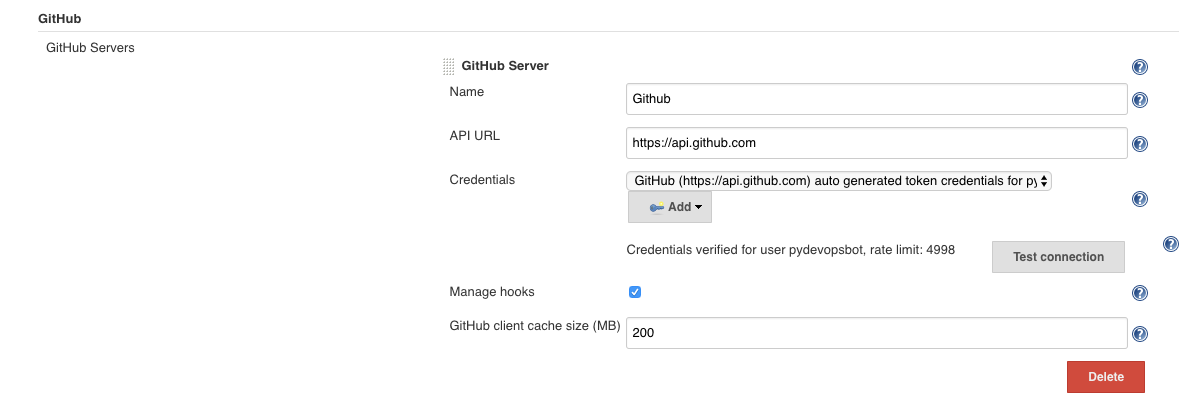 GitHub
GitHub Servers
GitHub Server
Name
Github
API URL
https://api.github.com
Credentials
GitHub (https://api.github.com) auto generated token credentials for py
Add
Credentials verified for user pydevopsbot, rate limit: 4998
Test connection
Manage hooks
GitHub client cache size (MB)
200
Delete